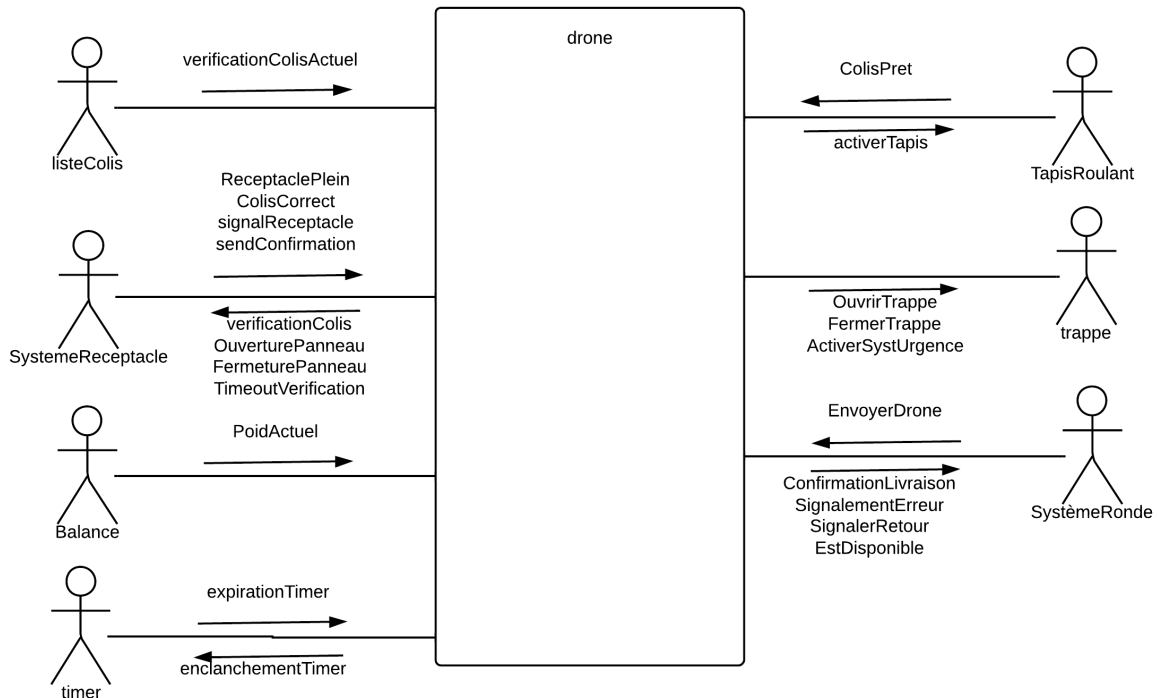 drone
verificationColisActuel
listeColis
ReceptaclePlein
ColisCorrect
signalReceptacle
sendConfirmation
verificationColis
OuverturePanneau
FermeturePanneau
TimeoutVerification
SystemeReceptacle
PoidActuel
Balance
expirationTimer
enclanchementTimer
timer
ColisPret
activerTapis
TapisRoulant
OuvrirTrappe
FermerTrappe
ActiverSystUrgence
trappe
EnvoyerDrone
ConfirmationLivraison
SignalementErreur
SignalerRetour
EstDisponible
SystèmeRonde